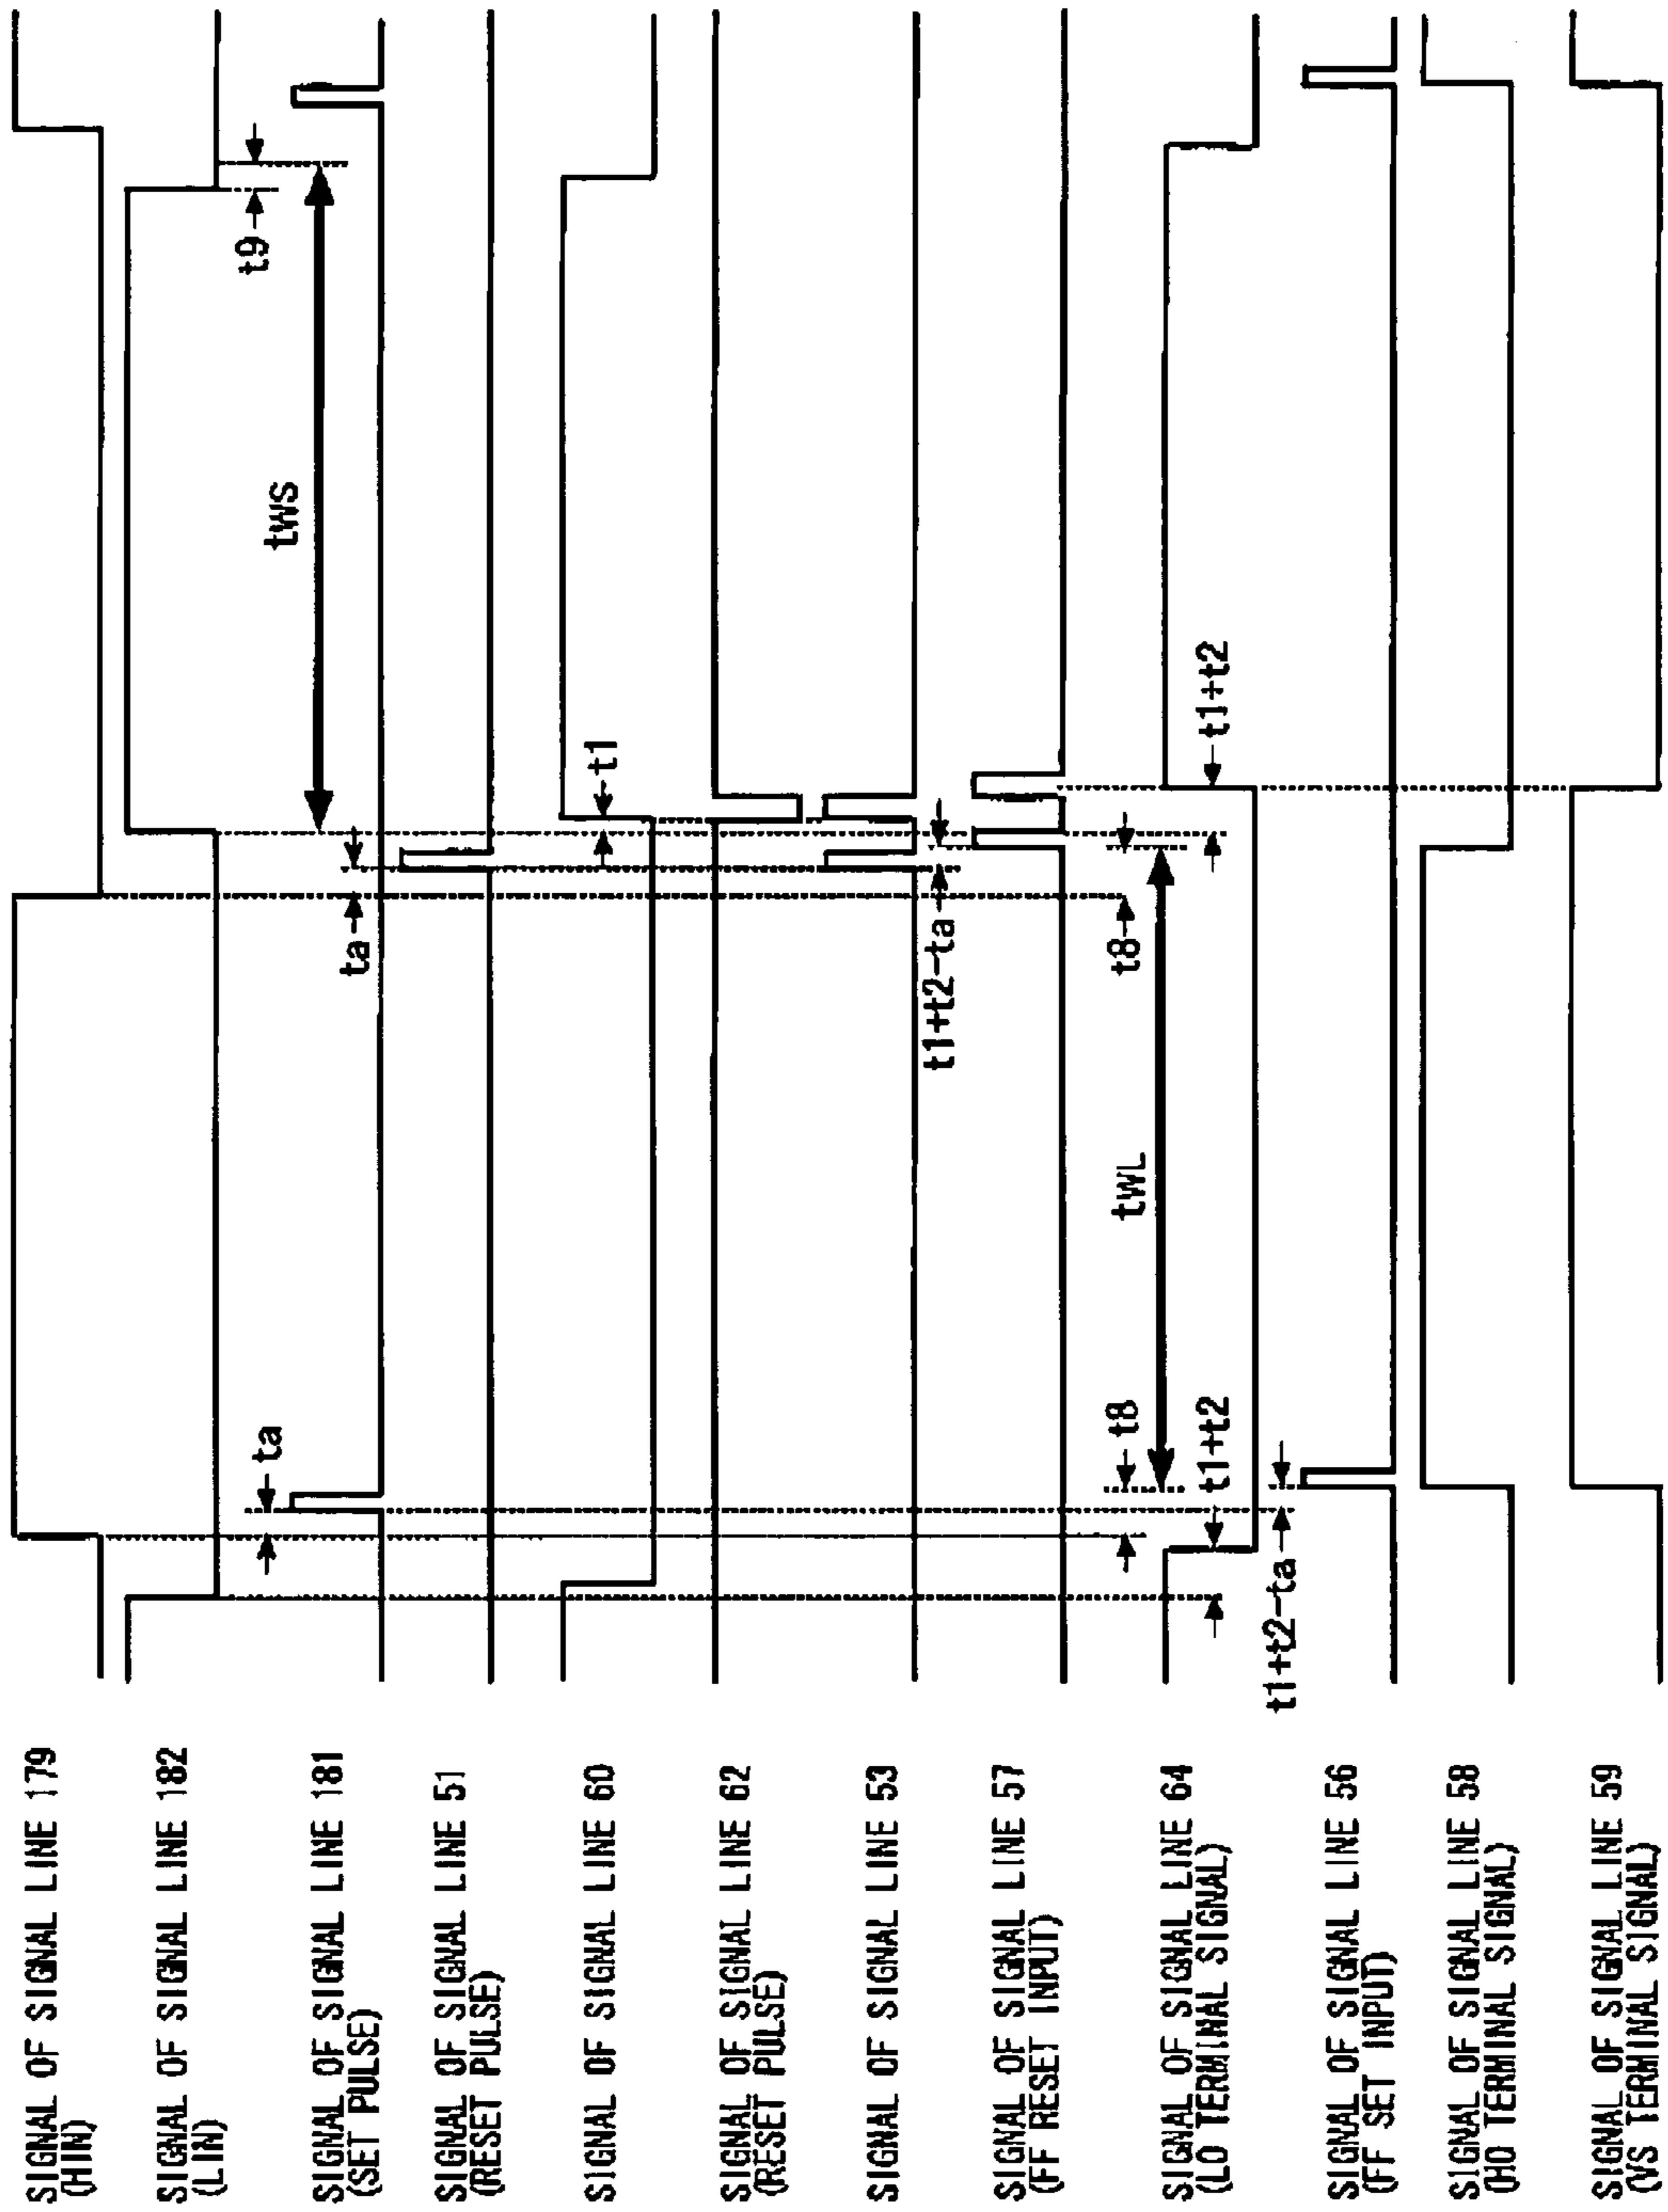 SIGNAL OF SIGNAL LINE 179
(HIN)
SIGNAL OF SIGNAL LINE 182
(LIN)
t9
SIGNAL OF SIGNAL LINE 181
(SET PULSE)
ta
ta
tWS
SIGNAL OF SIGNAL LINE 51
(RESET PULSE)
SIGNAL OF SIGNAL LINE 60
t1
SIGNAL OF SIGNAL LINE 62
(RESET PULSE)
SIGNAL OF SIGNAL LINE 53
t1+t2-ta
SIGNAL OF SIGNAL LINE 57
(FF RESET INPUT)
t8
t8
tWL
SIGNAL OF SIGNAL LINE 64
(LO TERMINAL SIGNAL)
t1+t2
t1+t2
t1+t2-ta
SIGNAL OF SIGNAL LINE 56
(FF SET INPUT)
SIGNAL OF SIGNAL LINE 58
(HO TERMINAL SIGNAL)
SIGNAL OF SIGNAL LINE 59
(VS TERMINAL SIGNAL)